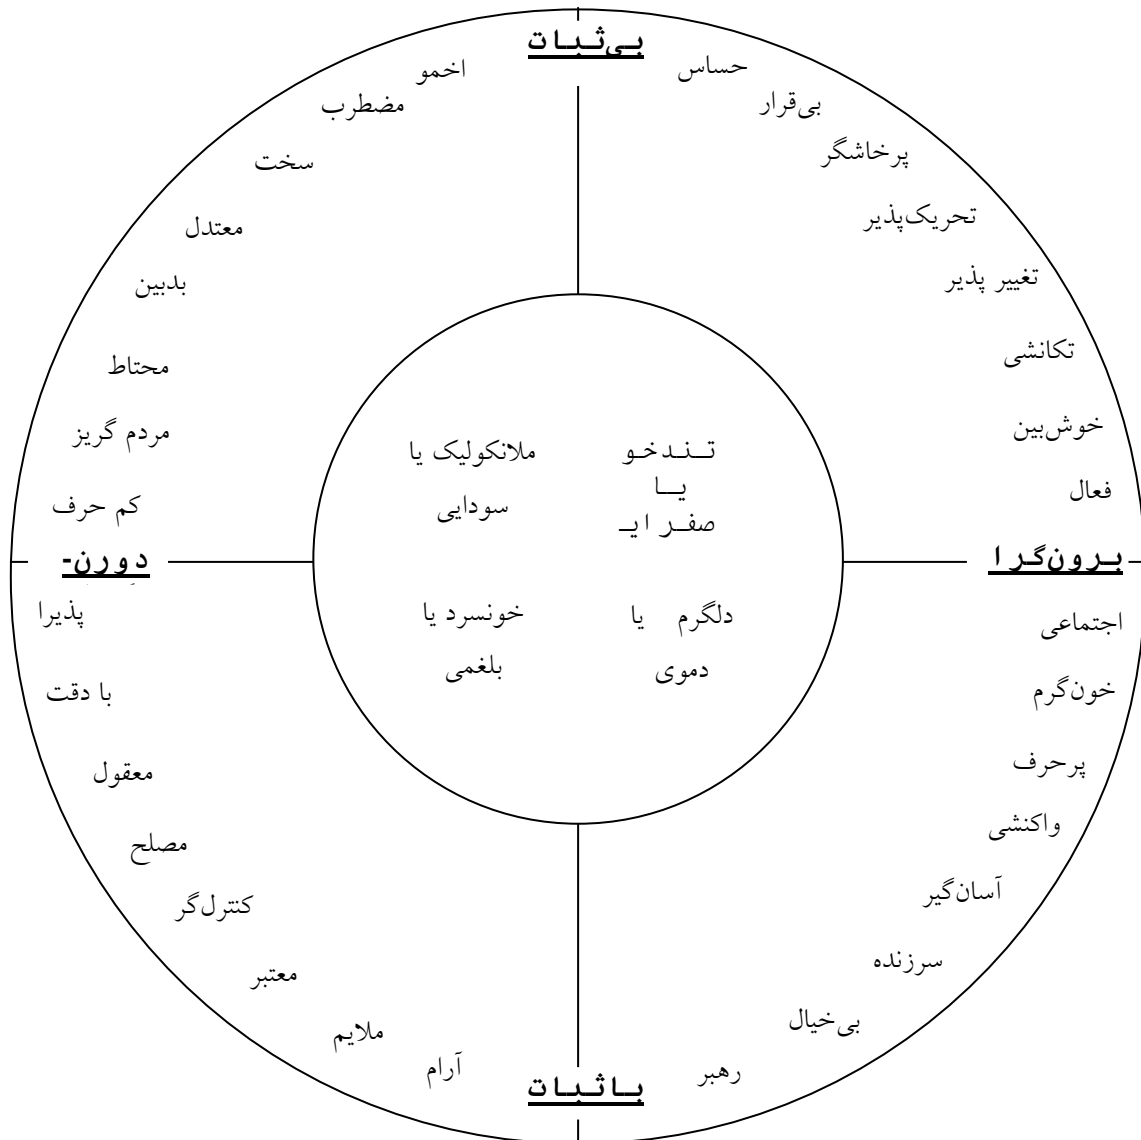 بی‌ثبات
حساس
اخمو
بی‌قرار
مضطرب
پرخاشگر
سخت
تحریک‌پذیر
معتدل
تغییر پذیر
بدبین
تکانشی
محتاط
خوش‌بین
مردم گریز
فعال
کم حرف
تندخو
یا
صفرایـ
ملانکولیک یا
سودایی
برون‌گرا
دورن-
دلگرم یا
دموی
خونسرد یا
بلغمی
اجتماعی
پذیرا
خون‌گرم
با دقت
پرحرف
معقول
واکنشی
مصلح
آسان‌گیر
کنترل‌گر
سرزنده
معتبر
بی‌خیال
ملایم
رهبر
آرام
باثبات